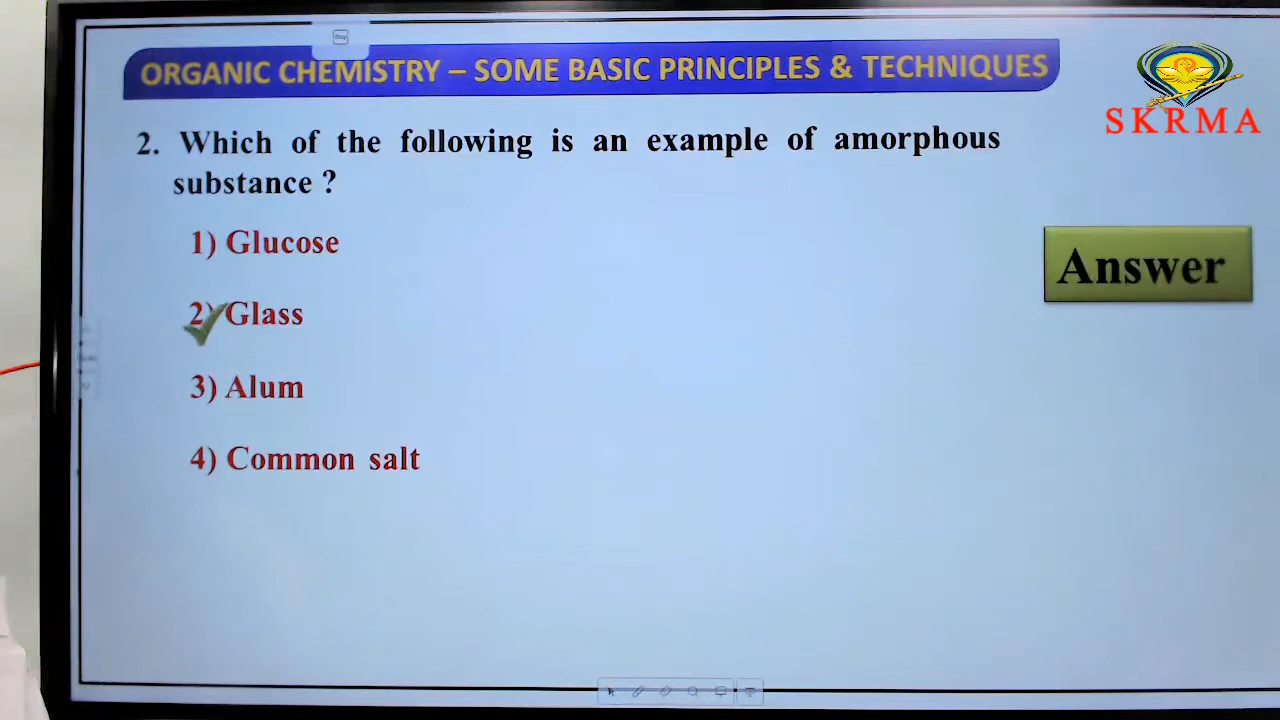 ORGANIC CHEMISTRY – SOME BASIC PRINCIPLES & TECHNIQUES
SKRMA
2. Which of the following is an example of amorphous
substance ?
1) Glucose
Answer
2) Glass
3) Alum
4) Common salt